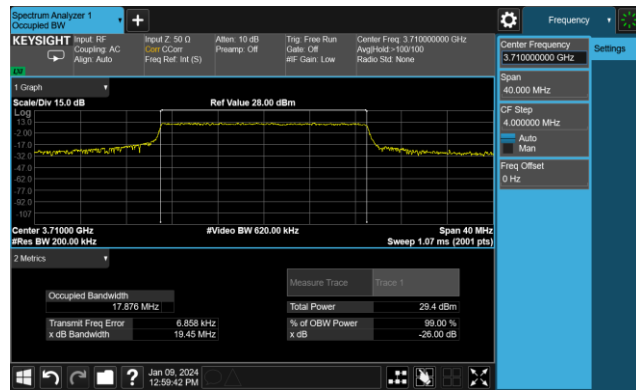 Spectrum Analyzer 1
Occupied BW
Frequency
KEYSIGHT
Input: RF
Coupling: AC
Align: Auto
Input Z: 50 Ω
Corr CCorr
Freq Ref: Int (S)
Atten: 10 dB
Preamp: Off
Trig: Free Run
Gate: Off
#IF Gain: Low
Center Freq: 3.710000000 GHz
Avg|Hold:>100/100
Radio Std: None
LM
Center Frequency
3.710000000 GHz
Settings
Span
40.000 MHz
CF Step
4.000000 MHz
Auto
Man
Freq Offset
0 Hz
1 Graph
Scale/Div 15.0 dB
Ref Value 28.00 dBm
Log
13.0
-2.00
-17.0
-32.0
-47.0
-62.0
-77.0
-92.0
-107
Center 3.71000 GHz
#Video BW 620.00 kHz
Span 40 MHz
#Res BW 200.00 kHz
Sweep 1.07 ms (2001 pts)
2 Metrics
Measure Trace
Trace 1
Occupied Bandwidth
17.876 MHz
Total Power
29.4 dBm
Transmit Freq Error
6.858 kHz
% of OBW Power
99.00 %
x dB Bandwidth
19.45 MHz
x dB
-26.00 dB
?
Jan 09, 2024
12:59:42 PM